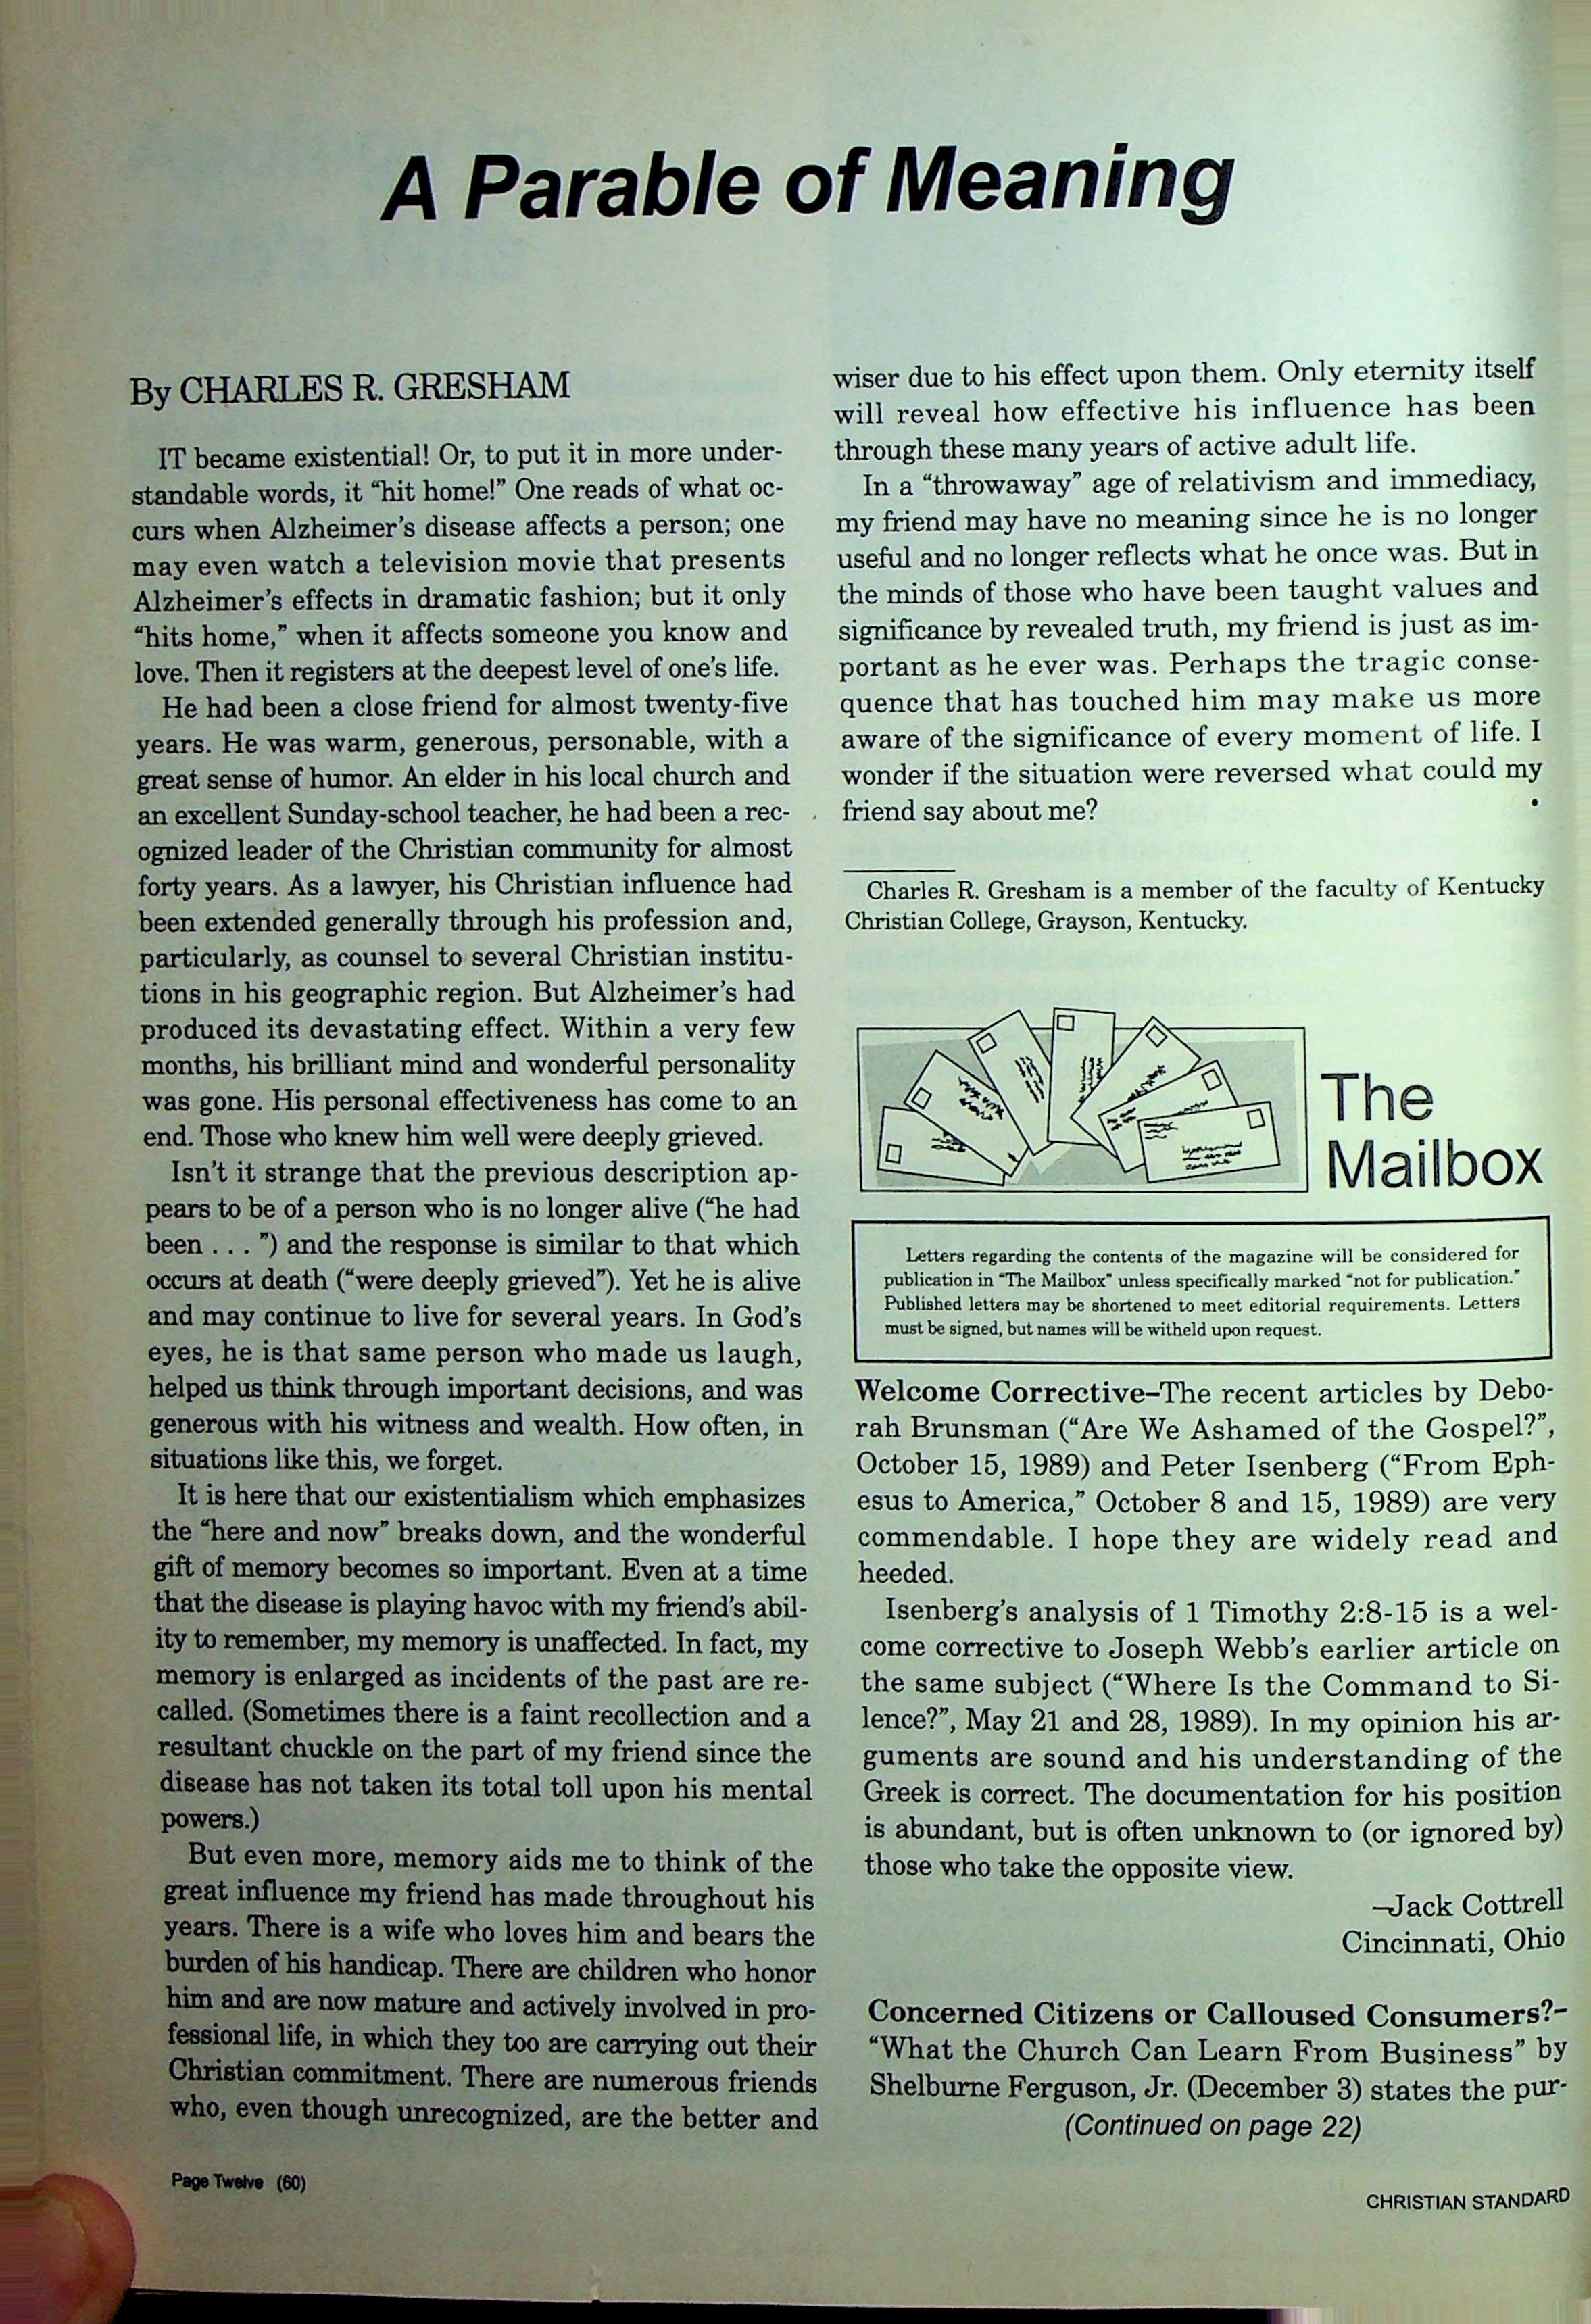 A Parable of Meaning
By CHARLES R. GRESHAM
IT became existential! Or, to put it in more under-
standable words, it “hit home!” One reads of what oc-
curs when Alzheimer’s disease affects a person; one
may even watch a television movie that presents
Alzheimer’s effects in dramatic fashion; but it only
“hits home,” when it affects someone you know and
love. Then it registers at the deepest level of one’s life.
He had been a close friend for almost twenty-five
years. He was warm, generous, personable, with a
great sense of humor. An elder in his local church and
an excellent Sunday-school teacher, he had been a rec-
ognized leader of the Christian community for almost
forty years. As a lawyer, his Christian influence had
been extended generally through his profession and,
particularly, as counsel to several Christian institu-
tions in his geographic region. But Alzheimer’s had
produced its devastating effect. Within a very few
months, his brilliant mind and wonderful personality
was gone. His personal effectiveness has come to an
end. Those who knew him well were deeply grieved.
Isn’t it strange that the previous description ap-
pears to be of a person who is no longer alive (“he had
been . . . ”) and the response is similar to that which
occurs at death (“were deeply grieved”). Yet he is alive
and may continue to live for several years. In God’s
eyes, he is that same person who made us laugh,
helped us think through important decisions, and was
generous with his witness and wealth. How often, in
situations like this, we forget.
It is here that our existentialism which emphasizes
the “here and now” breaks down, and the wonderful
gift of memory becomes so important. Even at a time
that the disease is playing havoc with my friend’s abil-
ity to remember, my memory is unaffected. In fact, my
memory is enlarged as incidents of the past are re-
called. (Sometimes there is a faint recollection and a
resultant chuckle on the part of my friend since the
disease has not taken its total toll upon his mental
powers.)
But even more, memory aids me to think of the
great influence my friend has made throughout his
years. There is a wife who loves him and bears the
burden of his handicap. There are children who honor
him and are now mature and actively involved in pro-
fessional life, in which they too are carrying out their
Christian commitment. There are numerous friends
who, even though unrecognized, are the better and
wiser due to his effect upon them. Only eternity itself
will reveal how effective his influence has been
through these many years of active adult life.
In a “throwaway” age of relativism and immediacy,
my friend may have no meaning since he is no longer
useful and no longer reflects what he once was. But in
the minds of those who have been taught values and
significance by revealed truth, my friend is just as im-
portant as he ever was. Perhaps the tragic conse-
quence that has touched him may make us more
aware of the significance of every moment of life. I
wonder if the situation were reversed what could my
friend say about me? •
Charles R. Gresham is a member of the faculty of Kentucky
Christian College, Grayson, Kentucky.
The
Mailbox
Letters regarding the contents of the magazine will be considered for
publication in “The Mailbox” unless specifically marked “not for publication.”
Published letters may be shortened to meet editorial requirements. Letters
must be signed, but names will be witheld upon request.
Welcome Corrective–The recent articles by Debo-
rah Brunsman (“Are We Ashamed of the Gospel?”,
October 15, 1989) and Peter Isenberg (“From Eph-
esus to America,” October 8 and 15, 1989) are very
commendable. I hope they are widely read and
heeded.
Isenberg’s analysis of 1 Timothy 2:8-15 is a wel-
come corrective to Joseph Webb’s earlier article on
the same subject (“Where Is the Command to Si-
lence?”, May 21 and 28, 1989). In my opinion his ar-
guments are sound and his understanding of the
Greek is correct. The documentation for his position
is abundant, but is often unknown to (or ignored by)
those who take the opposite view.
–Jack Cottrell
Cincinnati, Ohio
Concerned Citizens or Calloused Consumers?–
“What the Church Can Learn From Business” by
Shelburne Ferguson, Jr. (December 3) states the pur-
(Continued on page 22)
Page Twelve (60)
CHRISTIAN STANDARD